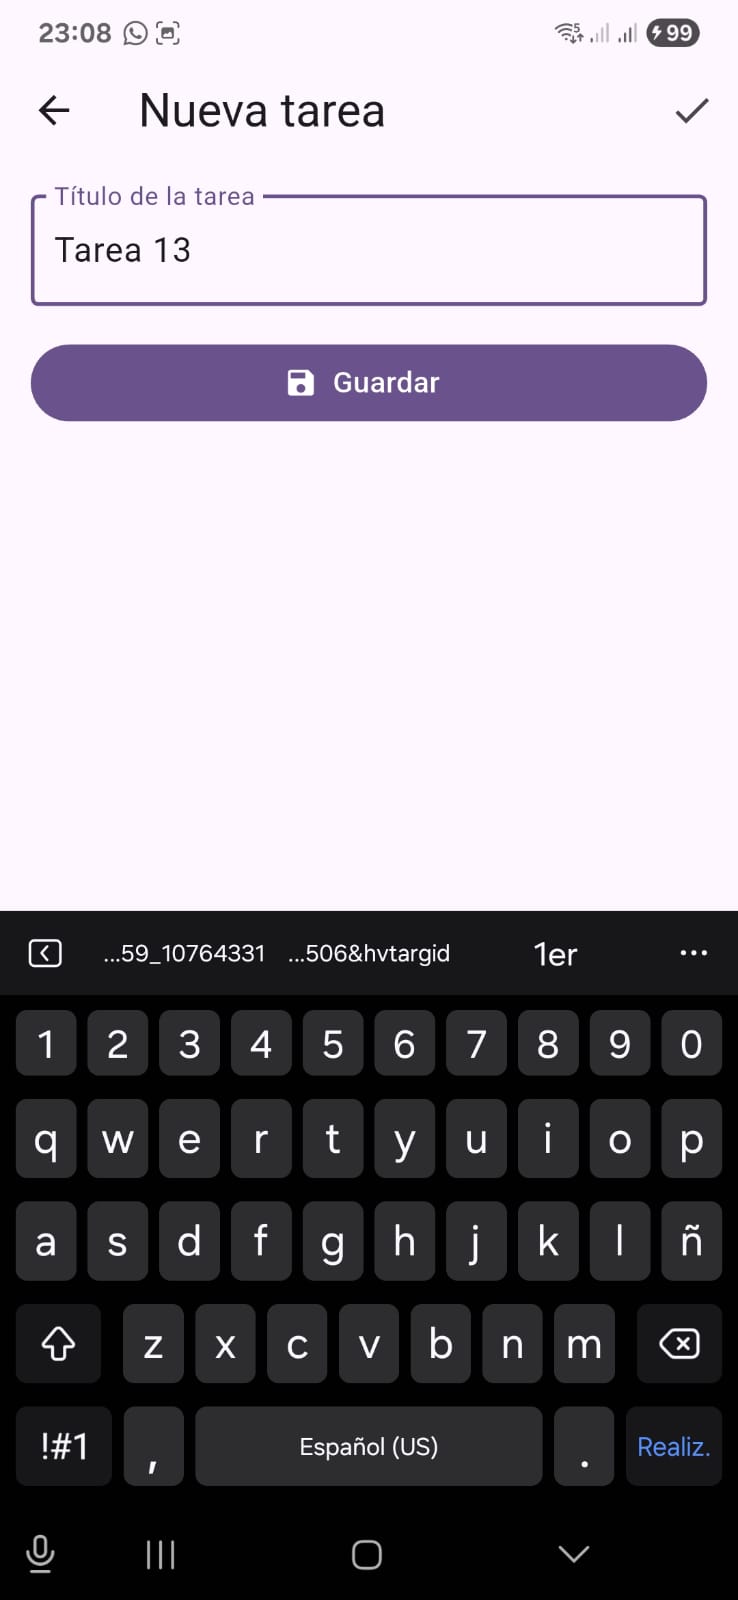 23:08
99
Nueva tarea
Título de la tarea
Tarea 13
Guardar
...59_10764331 ...506&hvtargid 1er ...
1 2 3 4 5 6 7 8 9 0
q w e r t y u i o p
a s d f g h j k l ñ
z x c v b n m
!#1 , Español (US) . Realiz.